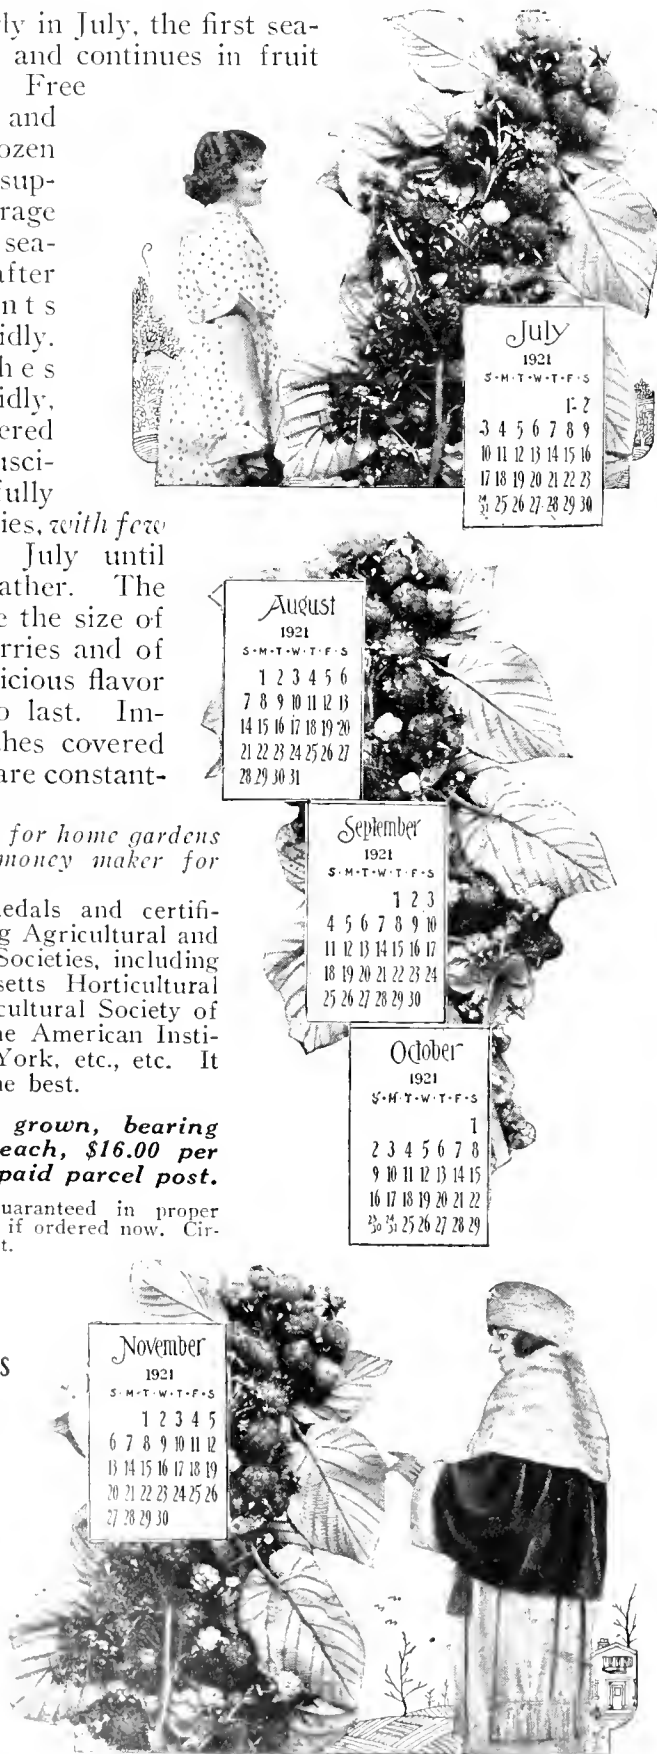 ly in July, the first sea-
and continues in fruit
Free
and
ozen
sup-
rage
sea-
after
n t s
idly.
h e s
idly,
ered
usci-
fully
ies, with few
July until
ather. The
e the size of
rries and of
icious flavor
o last. Im-
hes covered
are constant-
for home gardens
money maker for
edals and certifi-
g Agricultural and
Societies, including
setts Horticultural
cultural Society of
ne American Insti-
York, etc., etc. It
he best.
grown, bearing
each, $16.00 per
paid parcel post.
uaranteed in proper
if ordered now. Cir-
t.
s
July
1921
S·M·T·W·T·F·S
1 2
3 4 5 6 7 8 9
10 11 12 13 14 15 16
17 18 19 20 21 22 23
24/31 25 26 27 28 29 30
August
1921
S·M·T·W·T·F·S
1 2 3 4 5 6
7 8 9 10 11 12 13
14 15 16 17 18 19 20
21 22 23 24 25 26 27
28 29 30 31
September
1921
S·M·T·W·T·F·S
1 2 3
4 5 6 7 8 9 10
11 12 13 14 15 16 17
18 19 20 21 22 23 24
25 26 27 28 29 30
October
1921
S·M·T·W·T·F·S
1
2 3 4 5 6 7 8
9 10 11 12 13 14 15
16 17 18 19 20 21 22
23/30 24/31 25 26 27 28 29
November
1921
S·M·T·W·T·F·S
1 2 3 4 5
6 7 8 9 10 11 12
13 14 15 16 17 18 19
20 21 22 23 24 25 26
27 28 29 30